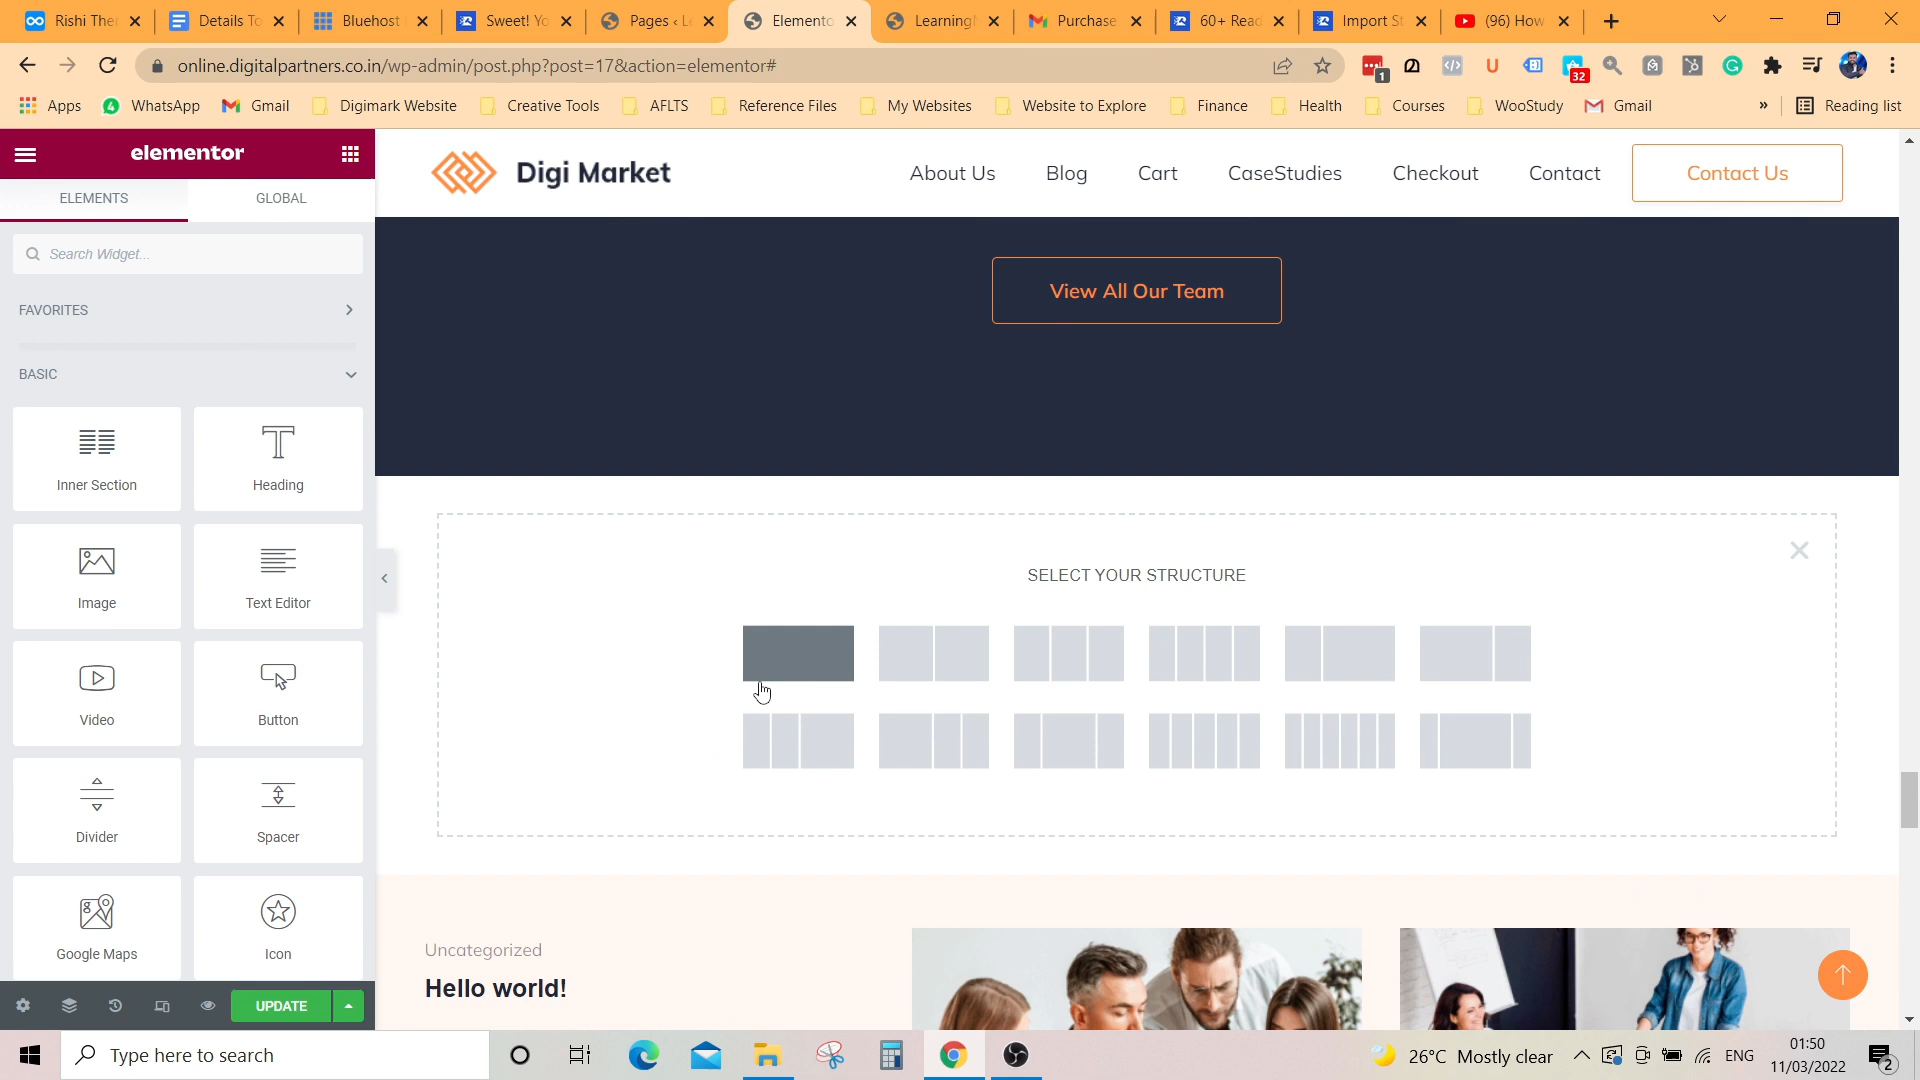 Rishi The
Details To
Bluehost
Sweet! Yo
Pages ‹ L
Elemento
Learning
Purchase
60+ Read
Import St
(96) How
online.digitalpartners.co.in/wp-admin/post.php?post=17&action=elementor#
1
32
Apps
4
WhatsApp
Gmail
Digimark Website
Creative Tools
AFLTS
Reference Files
My Websites
Website to Explore
Finance
Health
Courses
WooStudy
Gmail
»
Reading list
elementor
ELEMENTS
GLOBAL
Search Widget...
FAVORITES
BASIC
Inner Section
Heading
Image
Text Editor
Video
Button
Divider
Spacer
Google Maps
Icon
UPDATE
Digi Market
About Us
Blog
Cart
CaseStudies
Checkout
Contact
Contact Us
View All Our Team
SELECT YOUR STRUCTURE
Uncategorized
Hello world!
Type here to search
26°C Mostly clear
ENG
01:50
11/03/2022
2